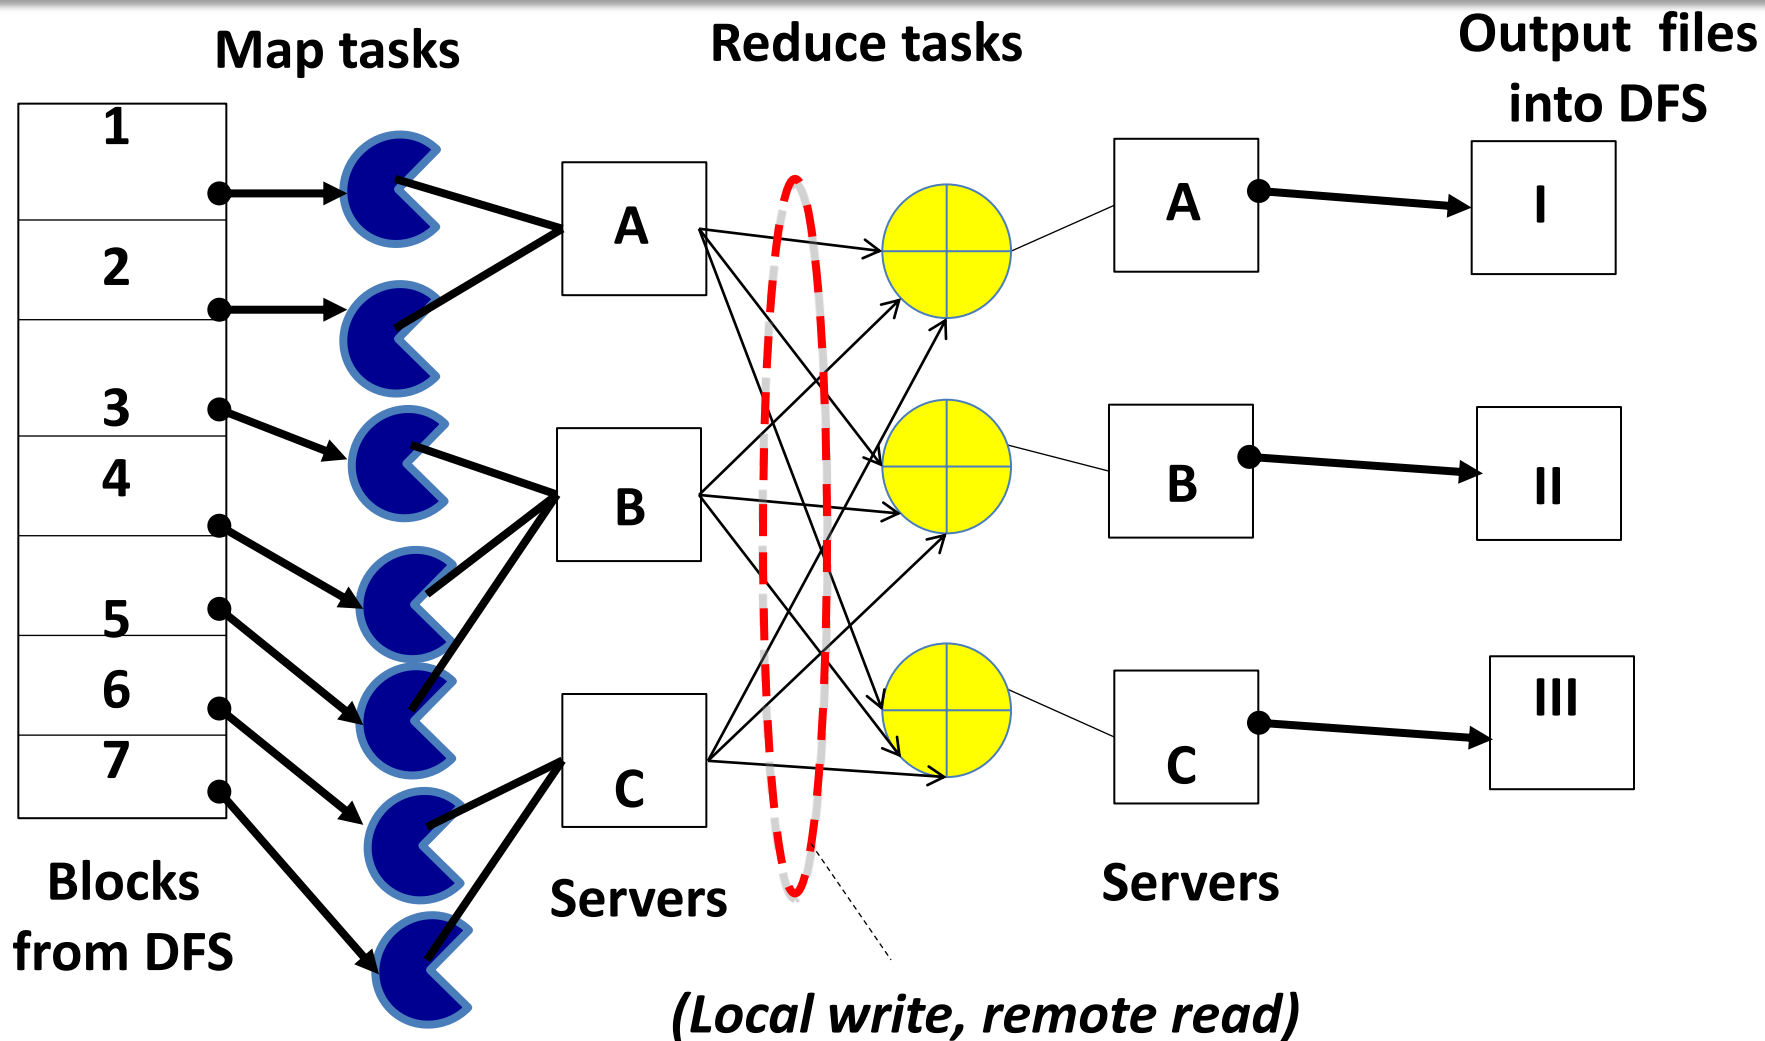 Map tasks
Reduce tasks
Output files
into DFS
1
2
3
4
5
6
7
A
B
C
A
B
C
I
II
III
Blocks
from DFS
Servers
Servers
(Local write, remote read)